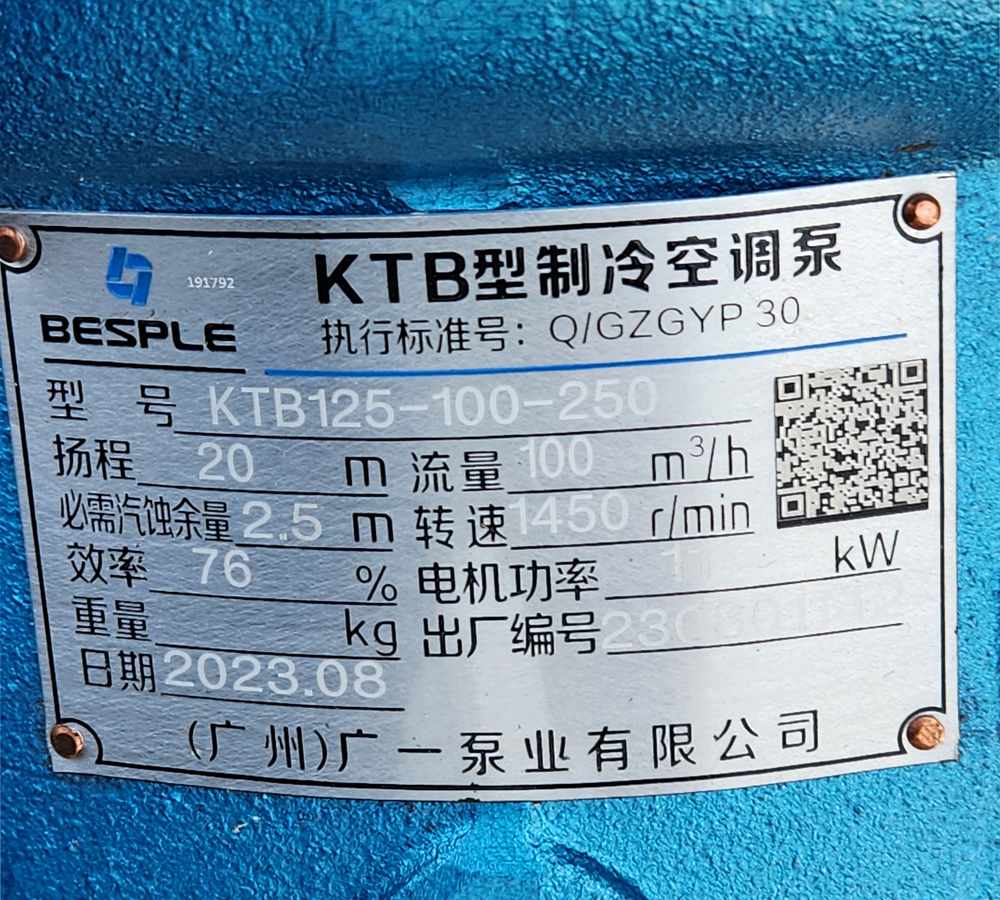 191792
BESPLE
KTB型制冷空调泵
执行标准号：Q/GZGYP 30
型 号 KTB125-100-250
扬程 20 m 流量 100 m³/h
必需汽蚀余量 2.5 m 转速 1450 r/min
效率 76 % 电机功率 11 kW
重量 kg 出厂编号
日期 2023.08
(广州)广一泵业有限公司